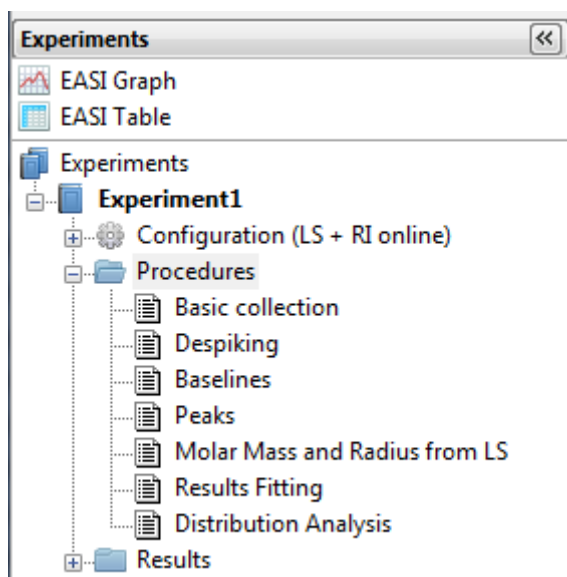 Experiments
EASI Graph
EASI Table
Experiments
Experiment1
Configuration (LS + RI online)
Procedures
Basic collection
Despiking
Baselines
Peaks
Molar Mass and Radius from LS
Results Fitting
Distribution Analysis
Results